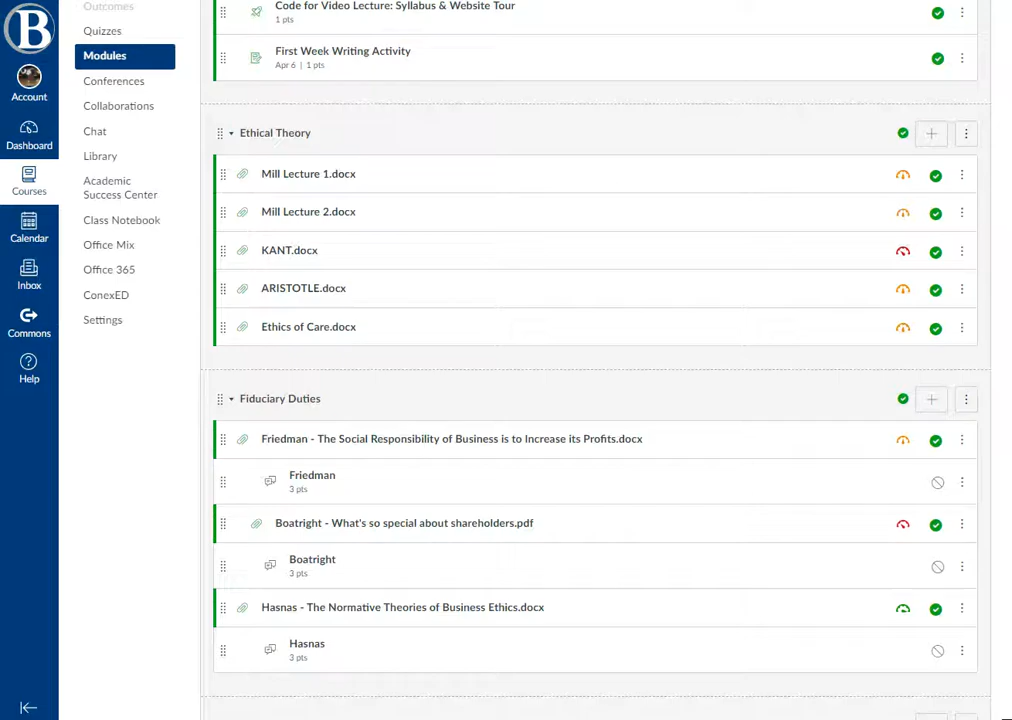 B
Account
Dashboard
Courses
Calendar
Inbox
Commons
Help
Outcomes
Quizzes
Modules
Conferences
Collaborations
Chat
Library
Academic
Success Center
Class Notebook
Office Mix
Office 365
ConexED
Settings
Code for Video Lecture: Syllabus & Website Tour
1 pts
First Week Writing Activity
Apr 6 | 1 pts
Ethical Theory
Mill Lecture 1.docx
Mill Lecture 2.docx
KANT.docx
ARISTOTLE.docx
Ethics of Care.docx
Fiduciary Duties
Friedman - The Social Responsibility of Business is to Increase its Profits.docx
Friedman
3 pts
Boatright - What's so special about shareholders.pdf
Boatright
3 pts
Hasnas - The Normative Theories of Business Ethics.docx
Hasnas
3 pts